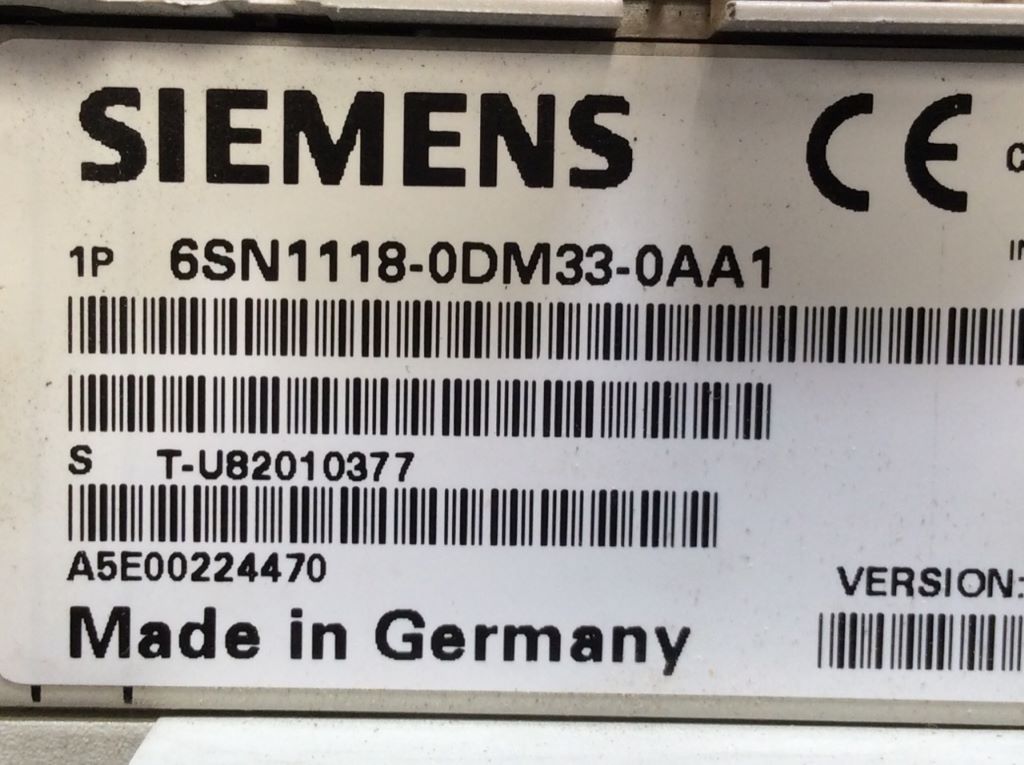 SIEMENS CE
1P 6SN1118-0DM33-0AA1
S T-U82010377
A5E00224470
VERSION:
Made in Germany